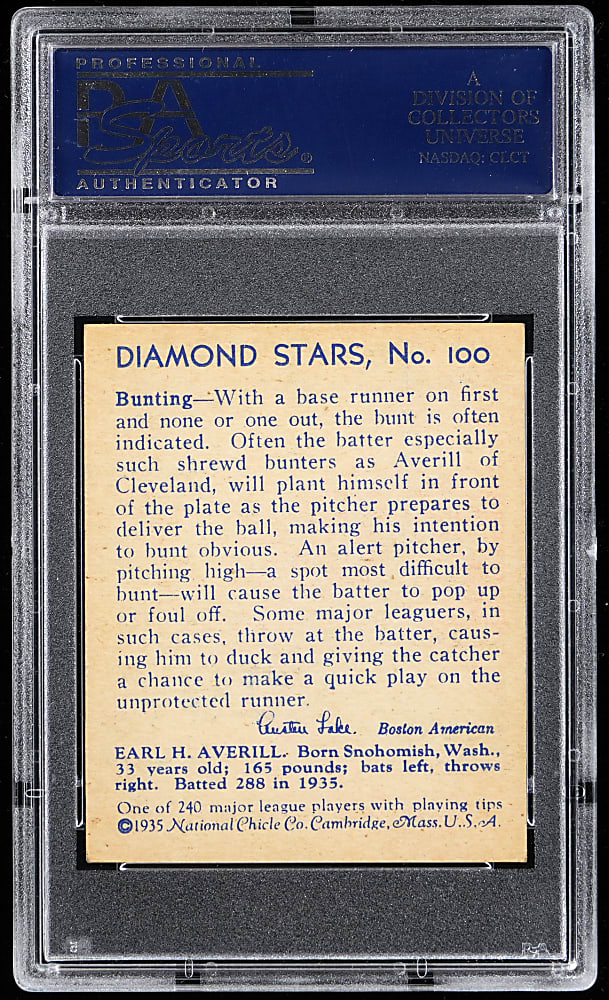 PROFESSIONAL
PSA
Sports®
AUTHENTICATOR
A
DIVISION OF
COLLECTORS
UNIVERSE
NASDAQ: CLCT
DIAMOND STARS, No. 100
Bunting—With a base runner on first
and none or one out, the bunt is often
indicated. Often the batter especially
such shrewd bunters as Averill of
Cleveland, will plant himself in front
of the plate as the pitcher prepares to
deliver the ball, making his intention
to bunt obvious. An alert pitcher, by
pitching high—a spot most difficult to
bunt—will cause the batter to pop up
or foul off. Some major leaguers, in
such cases, throw at the batter, caus-
ing him to duck and giving the catcher
a chance to make a quick play on the
unprotected runner.
Austen Lake. Boston American
EARL H. AVERILL. Born Snohomish, Wash.,
33 years old; 165 pounds; bats left, throws
right. Batted 288 in 1935.
One of 240 major league players with playing tips
©1935 National Chicle Co. Cambridge, Mass. U.S.A.
PSA